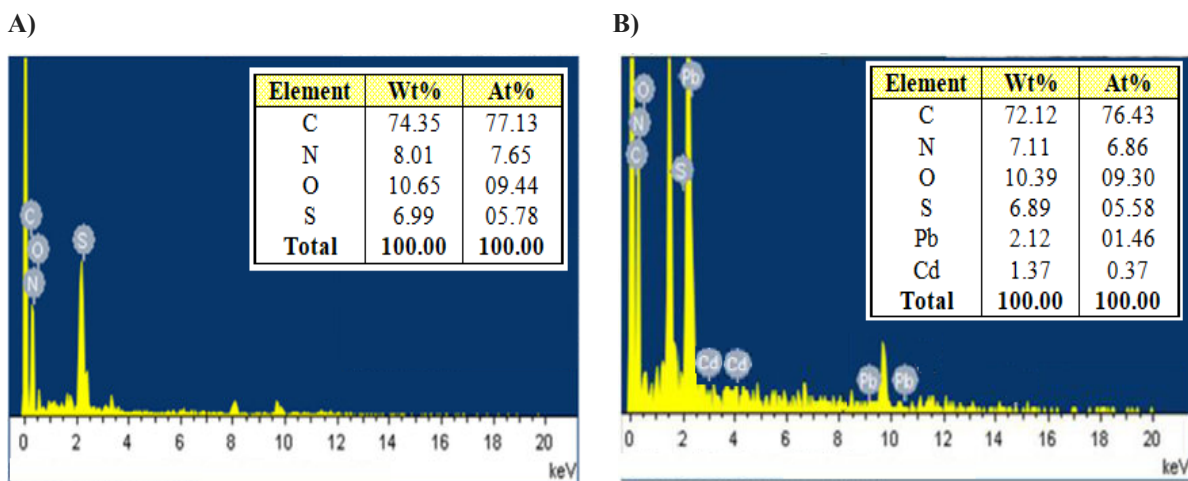 A)
B)
Element Wt% At%
C 74.35 77.13
N 8.01 7.65
O 10.65 09.44
S 6.99 05.78
Total 100.00 100.00
C
O
N
S
0 2 4 6 8 10 12 14 16 18 20
keV
Element Wt% At%
C 72.12 76.43
N 7.11 6.86
O 10.39 09.30
S 6.89 05.58
Pb 2.12 01.46
Cd 1.37 0.37
Total 100.00 100.00
O
N
C
Pb
S
Cd Cd
Pb Pb
0 2 4 6 8 10 12 14 16 18 20
keV